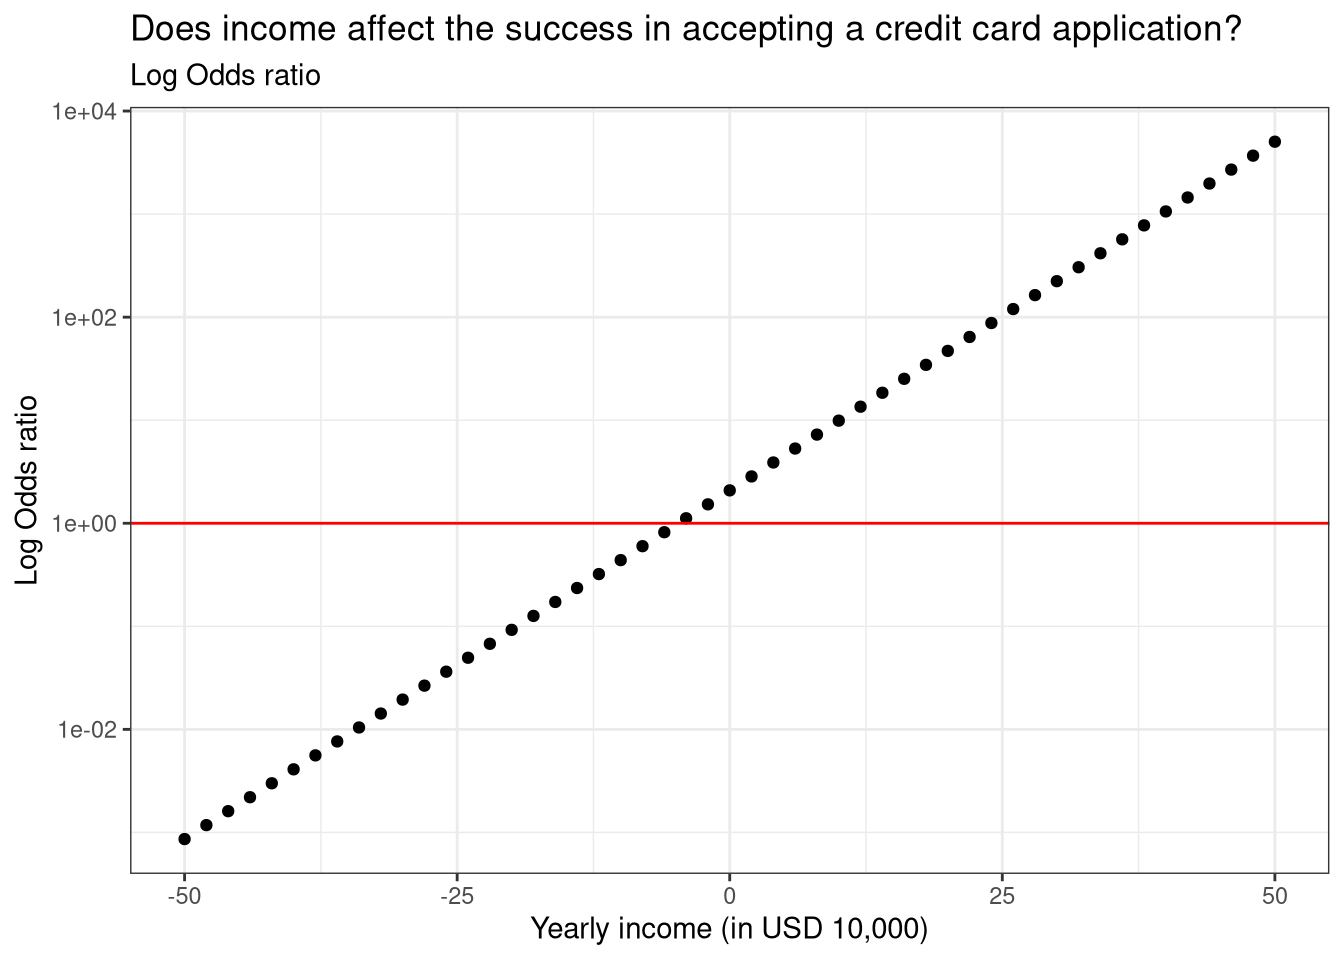 Does income affect the success in accepting a credit card application?
Log Odds ratio
1e+04
1e+02
1e+00
1e-02
Log Odds ratio
-50
-25
0
25
50
Yearly income (in USD 10,000)